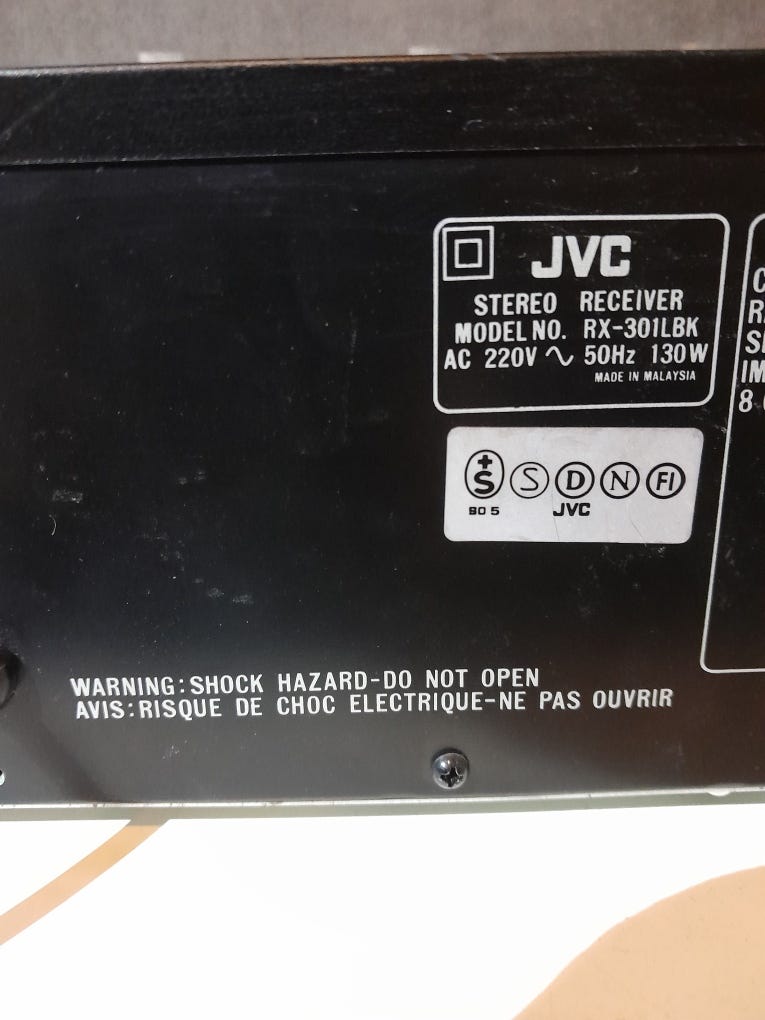 JVC
STEREO RECEIVER
MODEL NO. RX-301LBK
AC 220V ∿ 50Hz 130W
MADE IN MALAYSIA
+S S D N FI
90 5 JVC
WARNING:SHOCK HAZARD-DO NOT OPEN
AVIS:RISQUE DE CHOC ELECTRIQUE-NE PAS OUVRIR
8